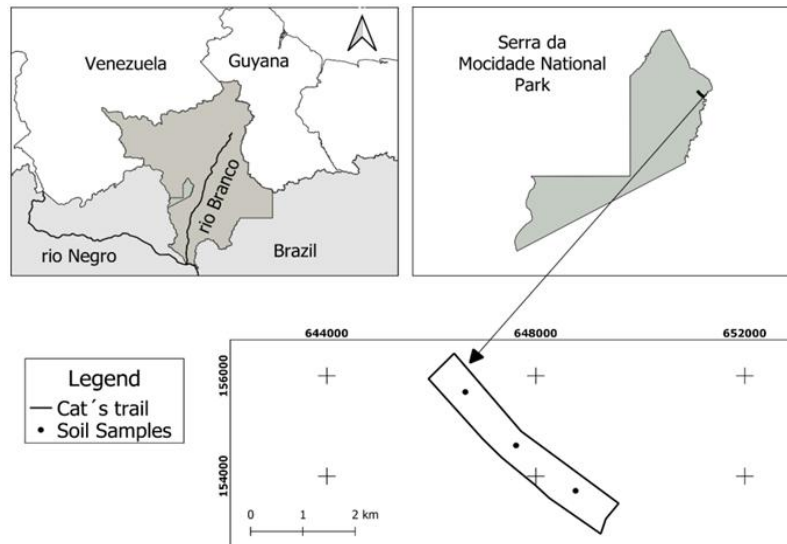 Venezuela
Guyana
rio Branco
rio Negro
Brazil
Serra da
Mocidade National
Park
644000
648000
652000
156000
154000
Legend
Cat´s trail
Soil Samples
0 1 2 km